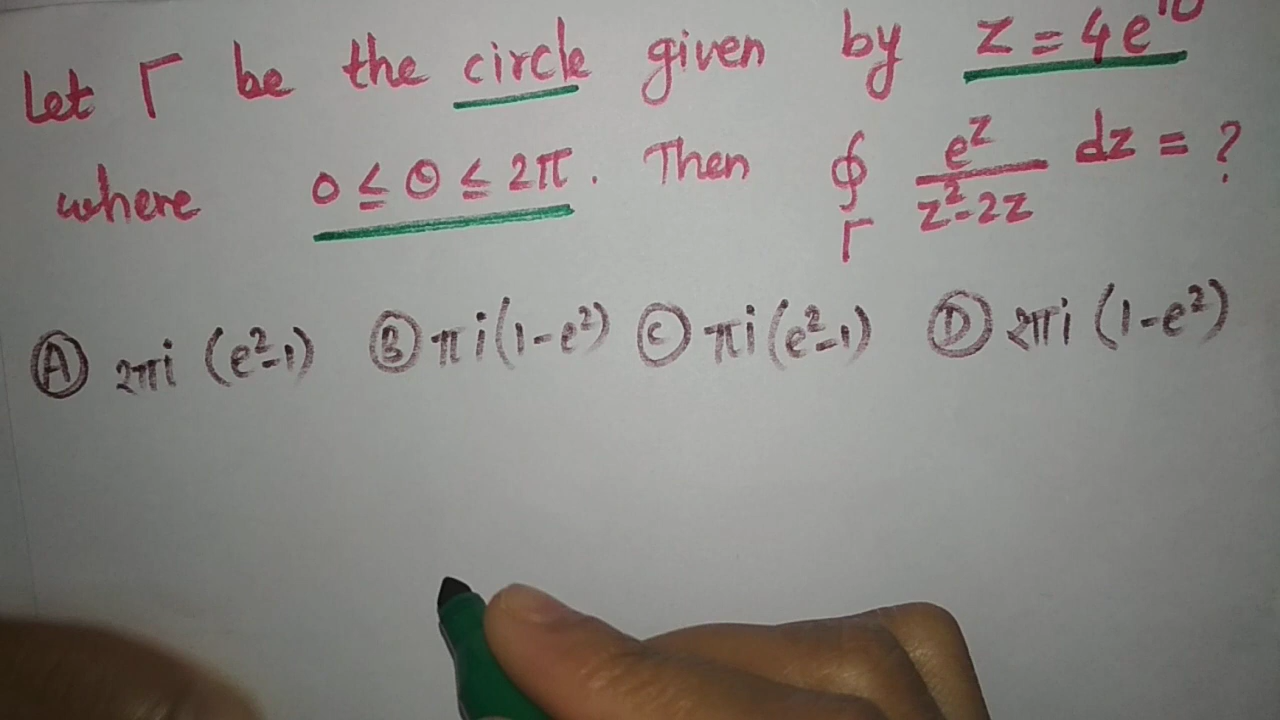 Let Γ be the circle given by z = 4e^iθ
where 0 ≤ θ ≤ 2π. Then ∮_Γ e^z/(z²-2z) dz = ?
(A) 2πi (e²-1) (B) πi(1-e²) (C) πi(e²-1) (D) 2πi (1-e²)